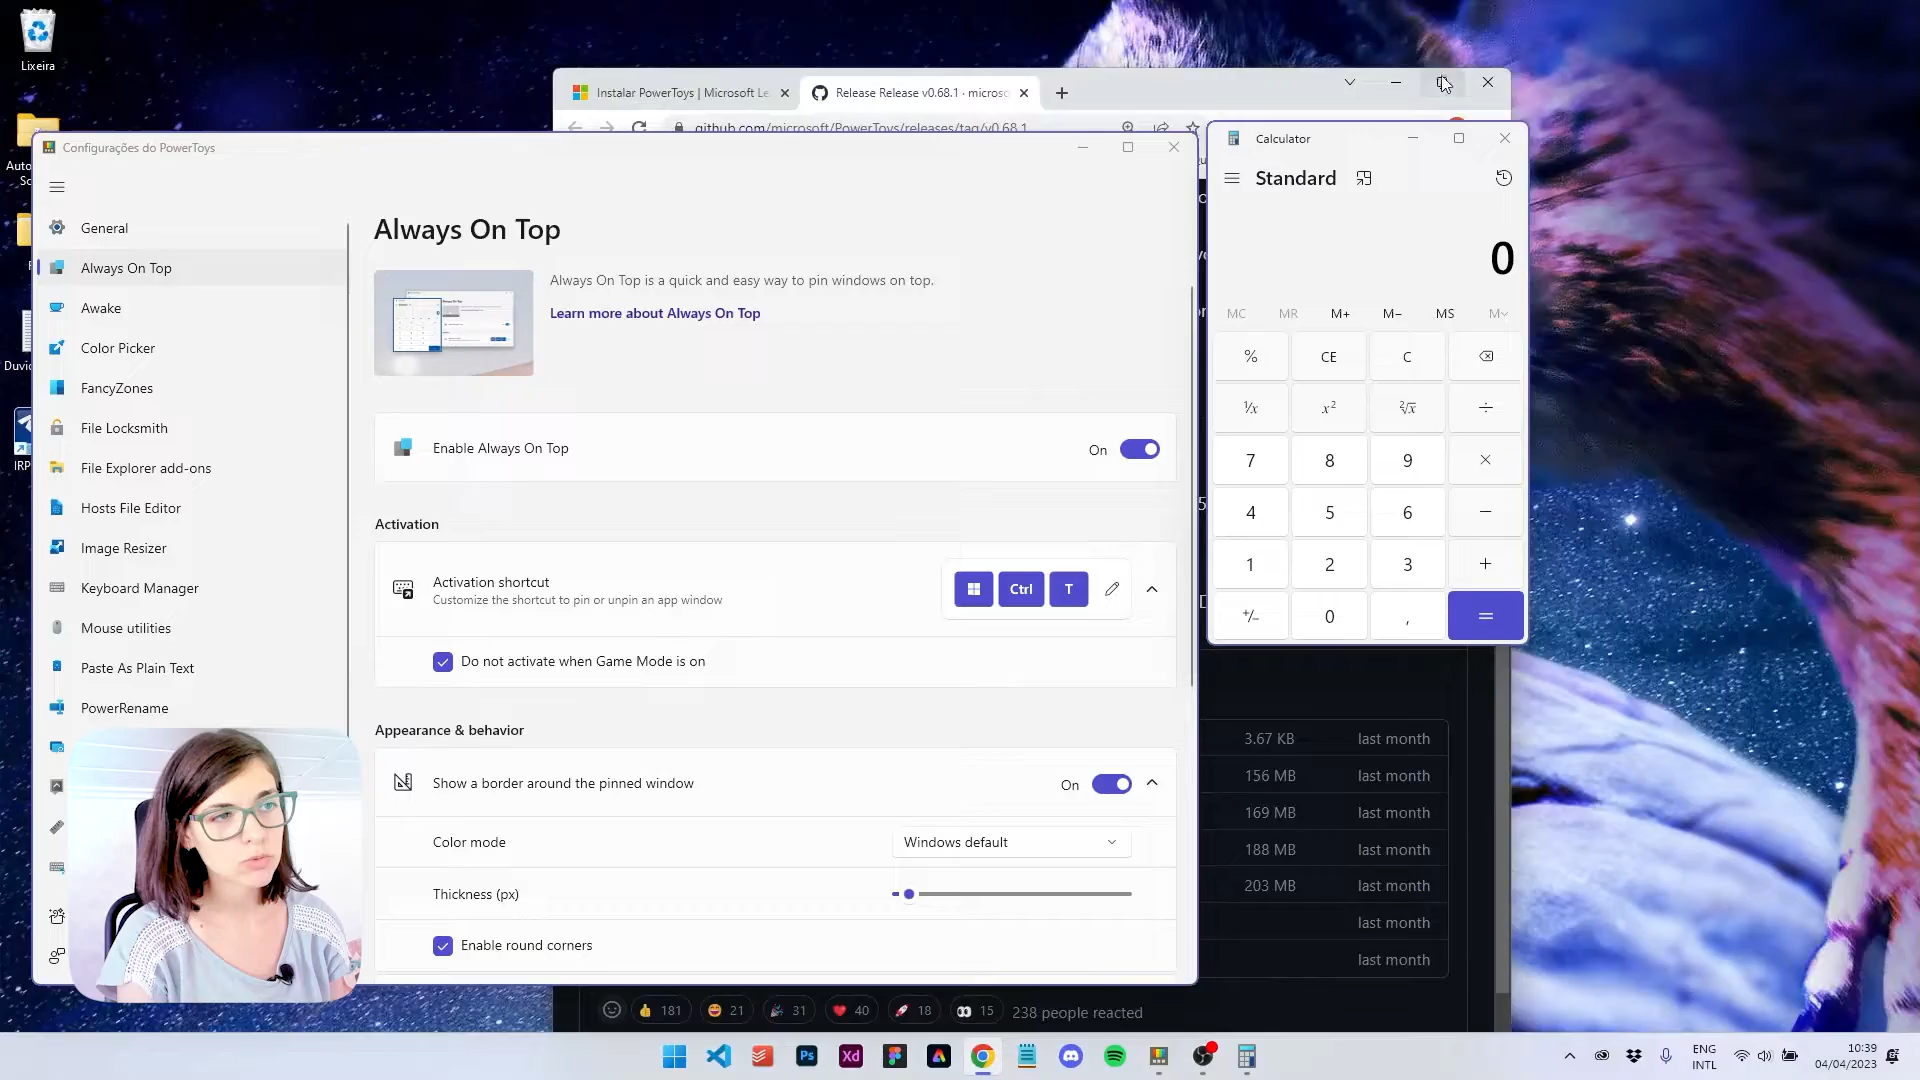 Lixeira
Instalar PowerToys | Microsoft Le
Release Release v0.68.1 · microso
github.com/microsoft/PowerToys/releases/tag/v0.68.1
Configurações do PowerToys
General
Always On Top
Awake
Color Picker
FancyZones
File Locksmith
File Explorer add-ons
Hosts File Editor
Image Resizer
Keyboard Manager
Mouse utilities
Paste As Plain Text
PowerRename
Always On Top
Always On Top is a quick and easy way to pin windows on top.
Learn more about Always On Top
Enable Always On Top
On
Activation
Activation shortcut
Customize the shortcut to pin or unpin an app window
Ctrl
T
Do not activate when Game Mode is on
Appearance & behavior
Show a border around the pinned window
On
Color mode
Windows default
Thickness (px)
Enable round corners
Calculator
Standard
0
MC MR M+ M− MS M
% CE C
¹/x x² ²√x ÷
7 8 9 ×
4 5 6 −
1 2 3 +
+/− 0 , =
3.67 KB last month
156 MB last month
169 MB last month
188 MB last month
203 MB last month
last month
last month
181 21 31 40 18 15 238 people reacted
Auto
Duvic
IRP
Ps
Xd
ENG
INTL
10:39
04/04/2023